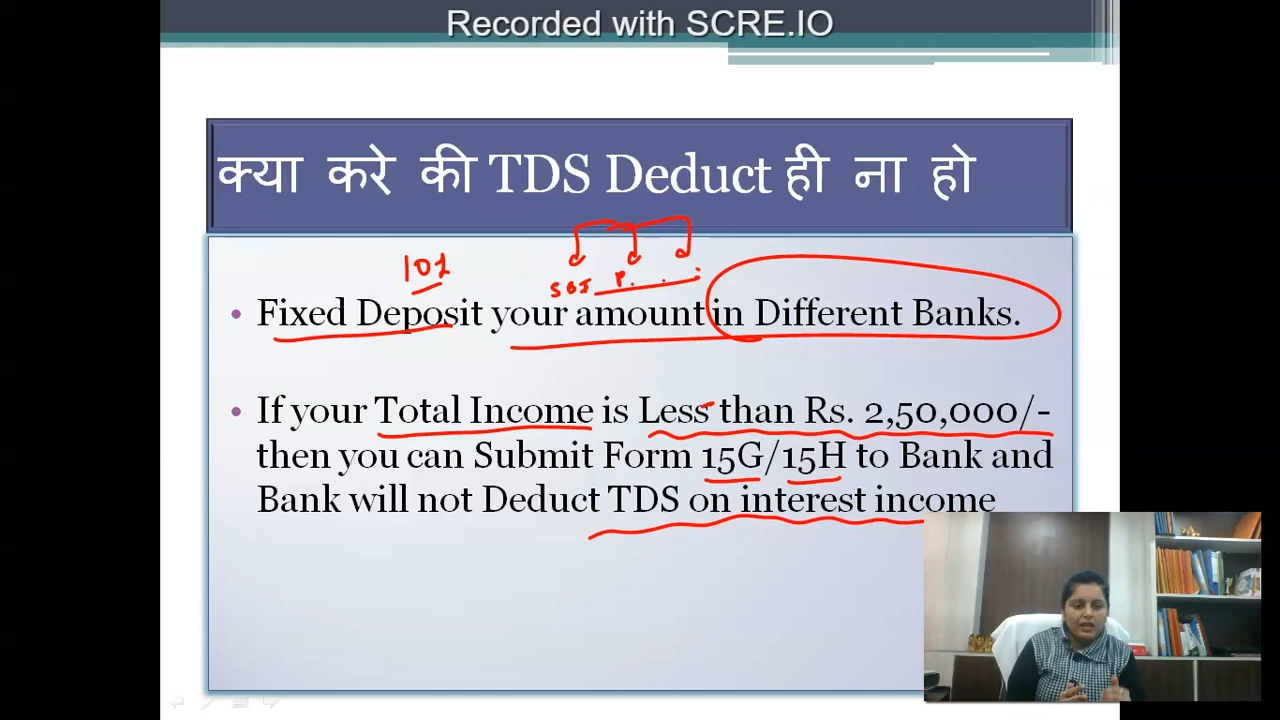 Recorded with SCRE.IO
क्या करे की TDS Deduct ही ना हो
SBI P.
• Fixed Deposit your amount in Different Banks.
• If your Total Income is Less than Rs. 2,50,000/-
then you can Submit Form 15G/15H to Bank and
Bank will not Deduct TDS on interest income